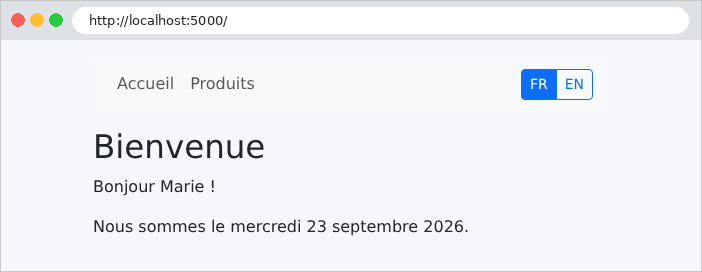 http://localhost:5000/
Accueil Produits FR EN
Bienvenue
Bonjour Marie !
Nous sommes le mercredi 23 septembre 2026.